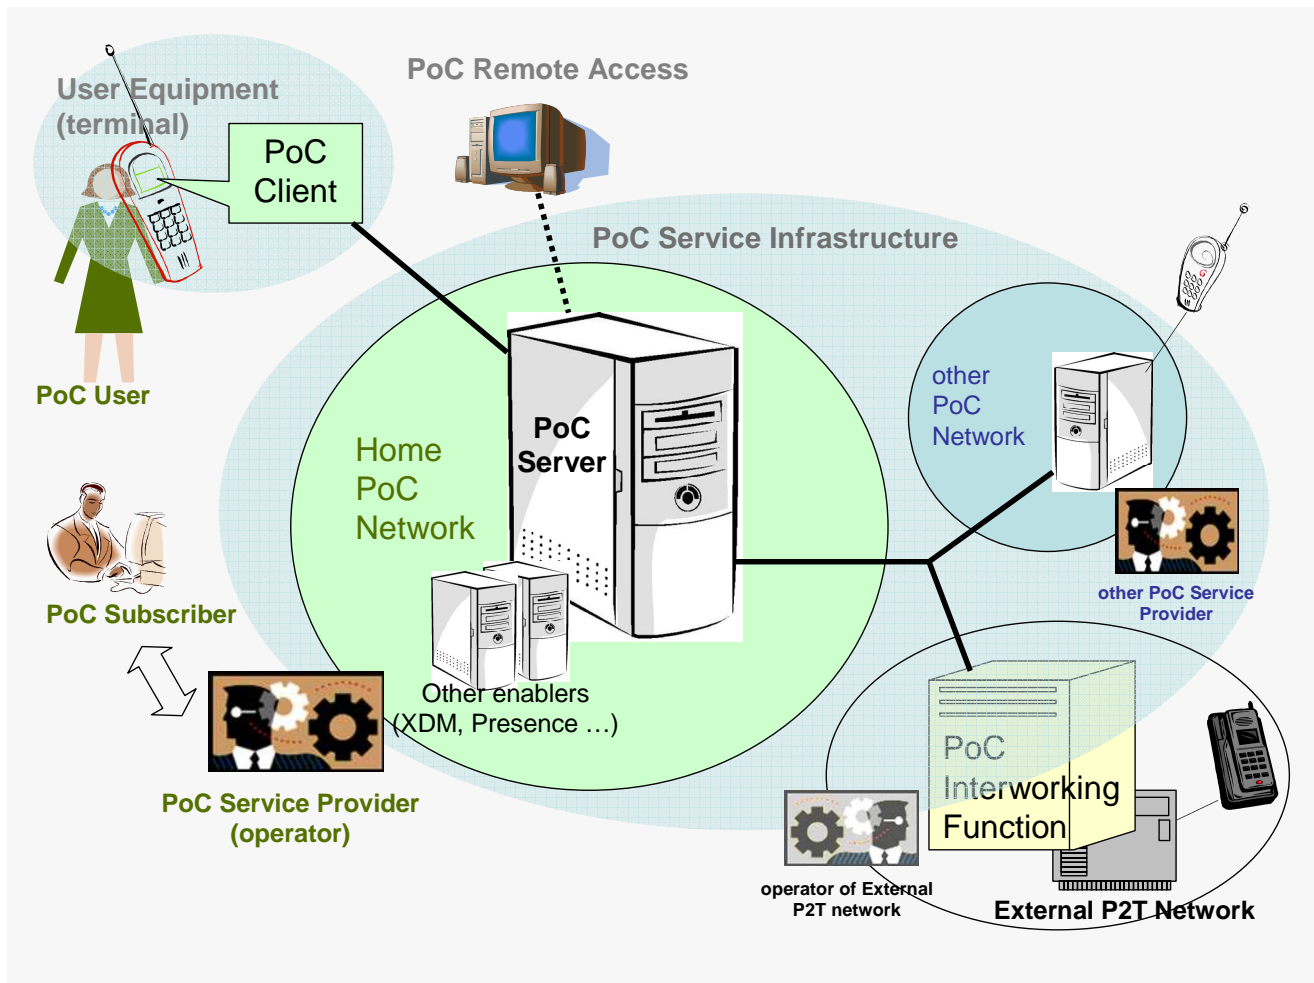 User Equipment
(terminal)
PoC Remote Access
PoC
Client
PoC Service Infrastructure
PoC User
other
PoC
Network
PoC
Server
Home
PoC
Network
PoC Subscriber
other PoC Service
Provider
Other enablers
(XDM, Presence …)
PoC Service Provider
(operator)
PoC
Interworking
Function
operator of External
P2T network
External P2T Network